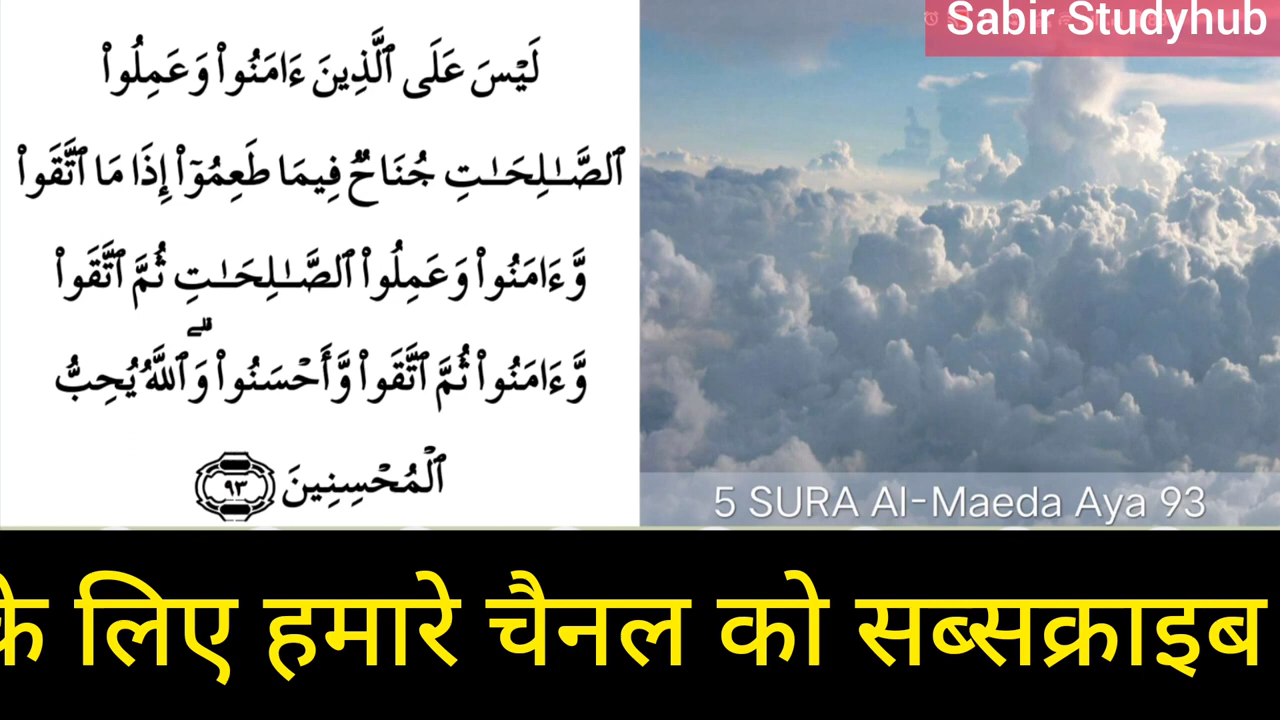 Sabir Studyhub
لَيْسَ عَلَى ٱلَّذِينَ ءَامَنُوا۟ وَعَمِلُوا۟
ٱلصَّـٰلِحَـٰتِ جُنَاحٌۭ فِيمَا طَعِمُوٓا۟ إِذَا مَا ٱتَّقَوا۟
وَّءَامَنُوا۟ وَعَمِلُوا۟ ٱلصَّـٰلِحَـٰتِ ثُمَّ ٱتَّقَوا۟
وَّءَامَنُوا۟ ثُمَّ ٱتَّقَوا۟ وَّأَحْسَنُوا۟ ۗ وَٱللَّهُ يُحِبُّ
ٱلْمُحْسِنِينَ ٩٣
5 SURA Al-Maeda Aya 93
के लिए हमारे चैनल को सब्सक्राइब